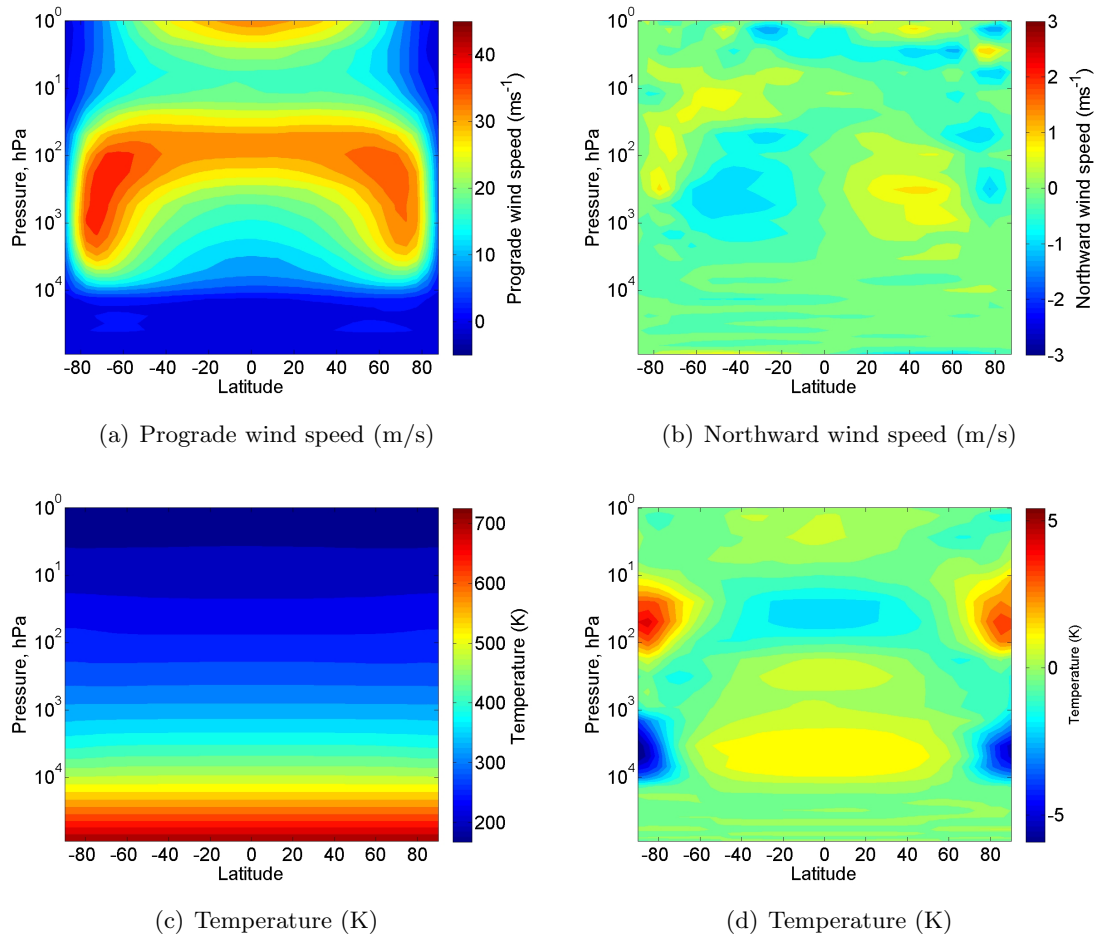 10^0
10^1
10^2
10^3
10^4
Pressure, hPa
-80 -60 -40 -20 0 20 40 60 80
Latitude
40
30
20
10
0
Prograde wind speed (ms^-1)
(a) Prograde wind speed (m/s)
10^0
10^1
10^2
10^3
10^4
Pressure, hPa
-80 -60 -40 -20 0 20 40 60 80
Latitude
3
2
1
0
-1
-2
-3
Northward wind speed (ms^-1)
(b) Northward wind speed (m/s)
10^0
10^1
10^2
10^3
10^4
Pressure, hPa
-80 -60 -40 -20 0 20 40 60 80
Latitude
700
600
500
400
300
200
Temperature (K)
(c) Temperature (K)
10^0
10^1
10^2
10^3
10^4
Pressure, hPa
-80 -60 -40 -20 0 20 40 60 80
Latitude
5
0
-5
Temperature (K)
(d) Temperature (K)